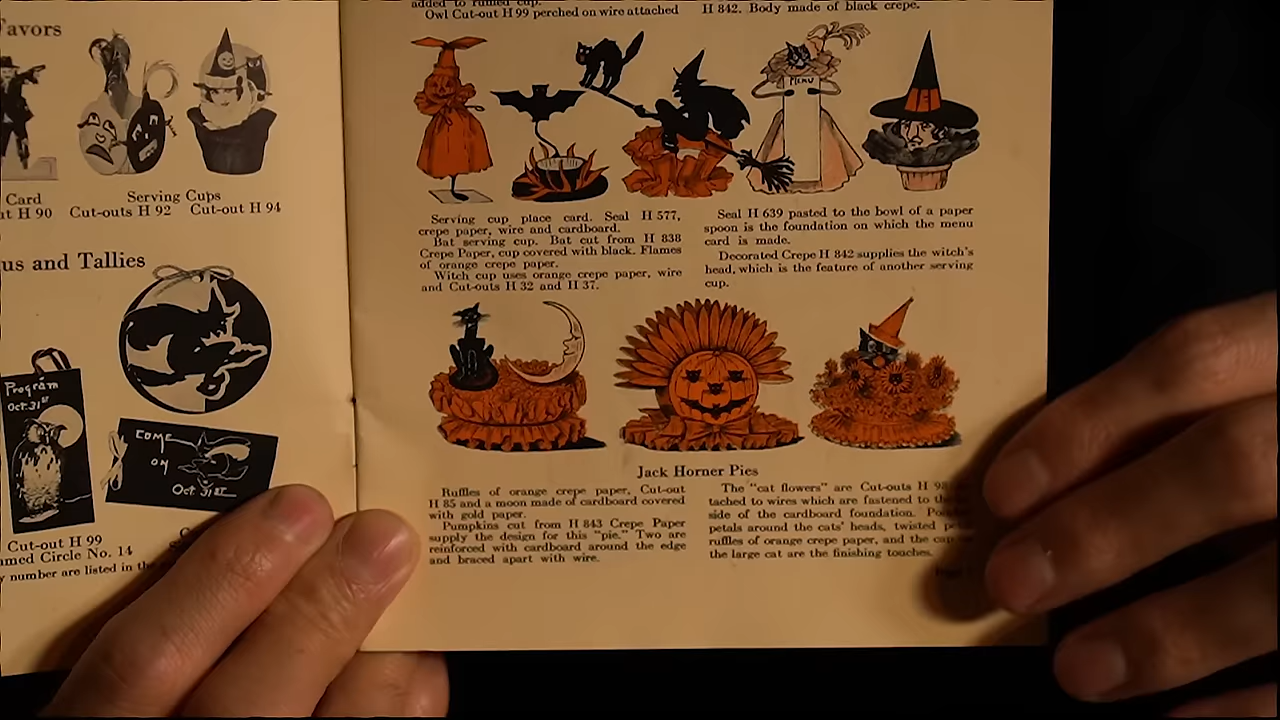 Favors
Card
H 90
Serving Cups
Cut-outs H 92 Cut-out H 94
us and Tallies
Program
Oct. 31st
COME
ON
Oct. 31st
Cut-out H 99
med Circle No. 14
y number are listed in the
added to ruffled cup.
Owl Cut-out H 99 perched on wire attached
H 842. Body made of black crepe.
MENU
Serving cup place card. Seal H 577,
crepe paper, wire and cardboard.
Bat serving cup. Bat cut from H 838
Crepe Paper, cup covered with black. Flames
of orange crepe paper.
Witch cup uses orange crepe paper, wire
and Cut-outs H 32 and H 37.
Seal H 639 pasted to the bowl of a paper
spoon is the foundation on which the menu
card is made.
Decorated Crepe H 842 supplies the witch's
head, which is the feature of another serving
cup.
Jack Horner Pies
Ruffles of orange crepe paper, Cut-out
H 85 and a moon made of cardboard covered
with gold paper.
Pumpkins cut from H 843 Crepe Paper
supply the design for this "pie." Two are
reinforced with cardboard around the edge
and braced apart with wire.
The "cat flowers" are Cut-outs H
tached to wires which are fastened to the
side of the cardboard foundation.
petals around the cats' heads, twisted
ruffles of orange crepe paper, and the cap
the large cat are the finishing touches.